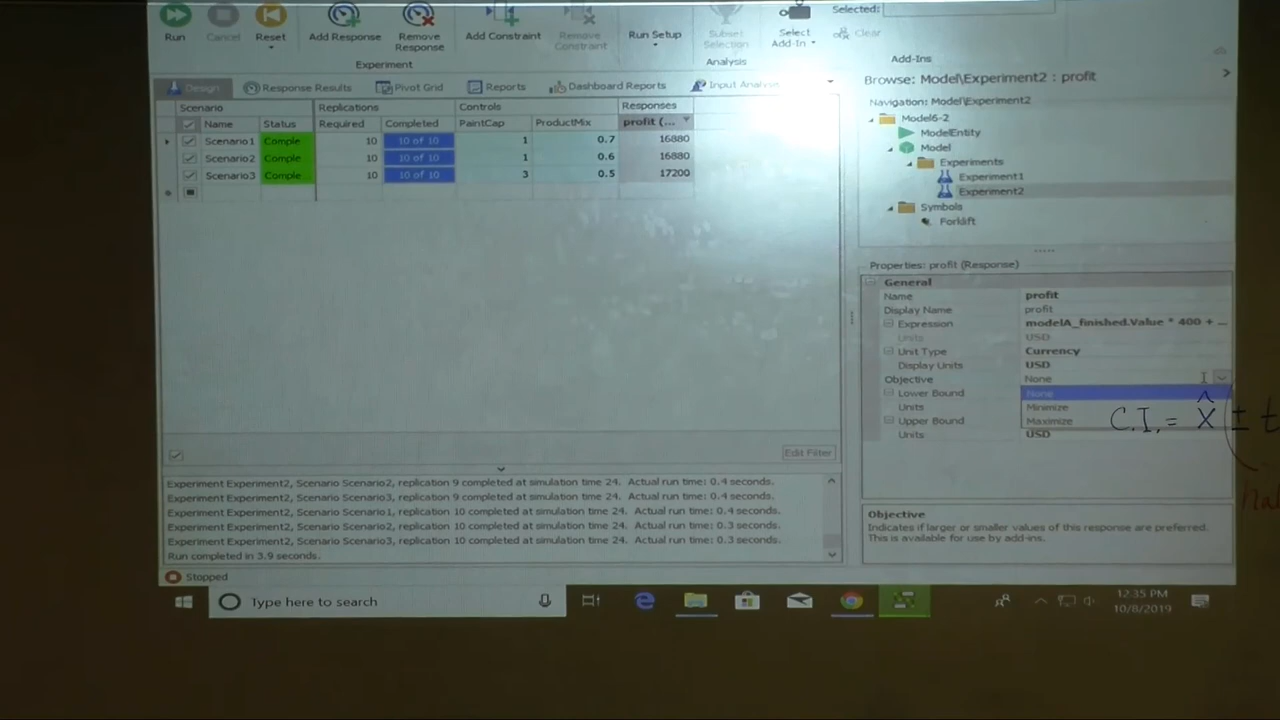 Selected:
Run Cancel Reset Add Response Remove Response Add Constraint Remove Constraint Run Setup Subset Selection Select Add-In Clear
Experiment Analysis Add-Ins
Design Response Results Pivot Grid Reports Dashboard Reports Input Analysis
Scenario Replications Controls Responses
Name Status Required Completed PaintCap ProductMix profit (...
Scenario1 Comple 10 10 of 10 1 0.7 16880
Scenario2 Comple 10 10 of 10 1 0.6 16880
Scenario3 Comple... 10 10 of 10 3 0.5 17200
Edit Filter
Experiment Experiment2, Scenario Scenario2, replication 9 completed at simulation time 24. Actual run time: 0.4 seconds.
Experiment Experiment2, Scenario Scenario3, replication 9 completed at simulation time 24. Actual run time: 0.4 seconds.
Experiment Experiment2, Scenario Scenario1, replication 10 completed at simulation time 24. Actual run time: 0.4 seconds.
Experiment Experiment2, Scenario Scenario2, replication 10 completed at simulation time 24. Actual run time: 0.3 seconds.
Experiment Experiment2, Scenario Scenario3, replication 10 completed at simulation time 24. Actual run time: 0.3 seconds.
Run completed in 3.9 seconds.
Stopped
Browse: Model\Experiment2 : profit
Navigation: Model\Experiment2
Model6-2
ModelEntity
Model
Experiments
Experiment1
Experiment2
Symbols
Forklift
Properties: profit (Response)
General
Name profit
Display Name profit
Expression modelA_finished.Value * 400 + ...
Units USD
Unit Type Currency
Display Units USD
Objective None
Lower Bound None
Units Minimize
Upper Bound Maximize
Units USD
C.I. = X̂ ( ± t
Objective
Indicates if larger or smaller values of this response are preferred.
This is available for use by add-ins.
Type here to search
12:35 PM
10/8/2019